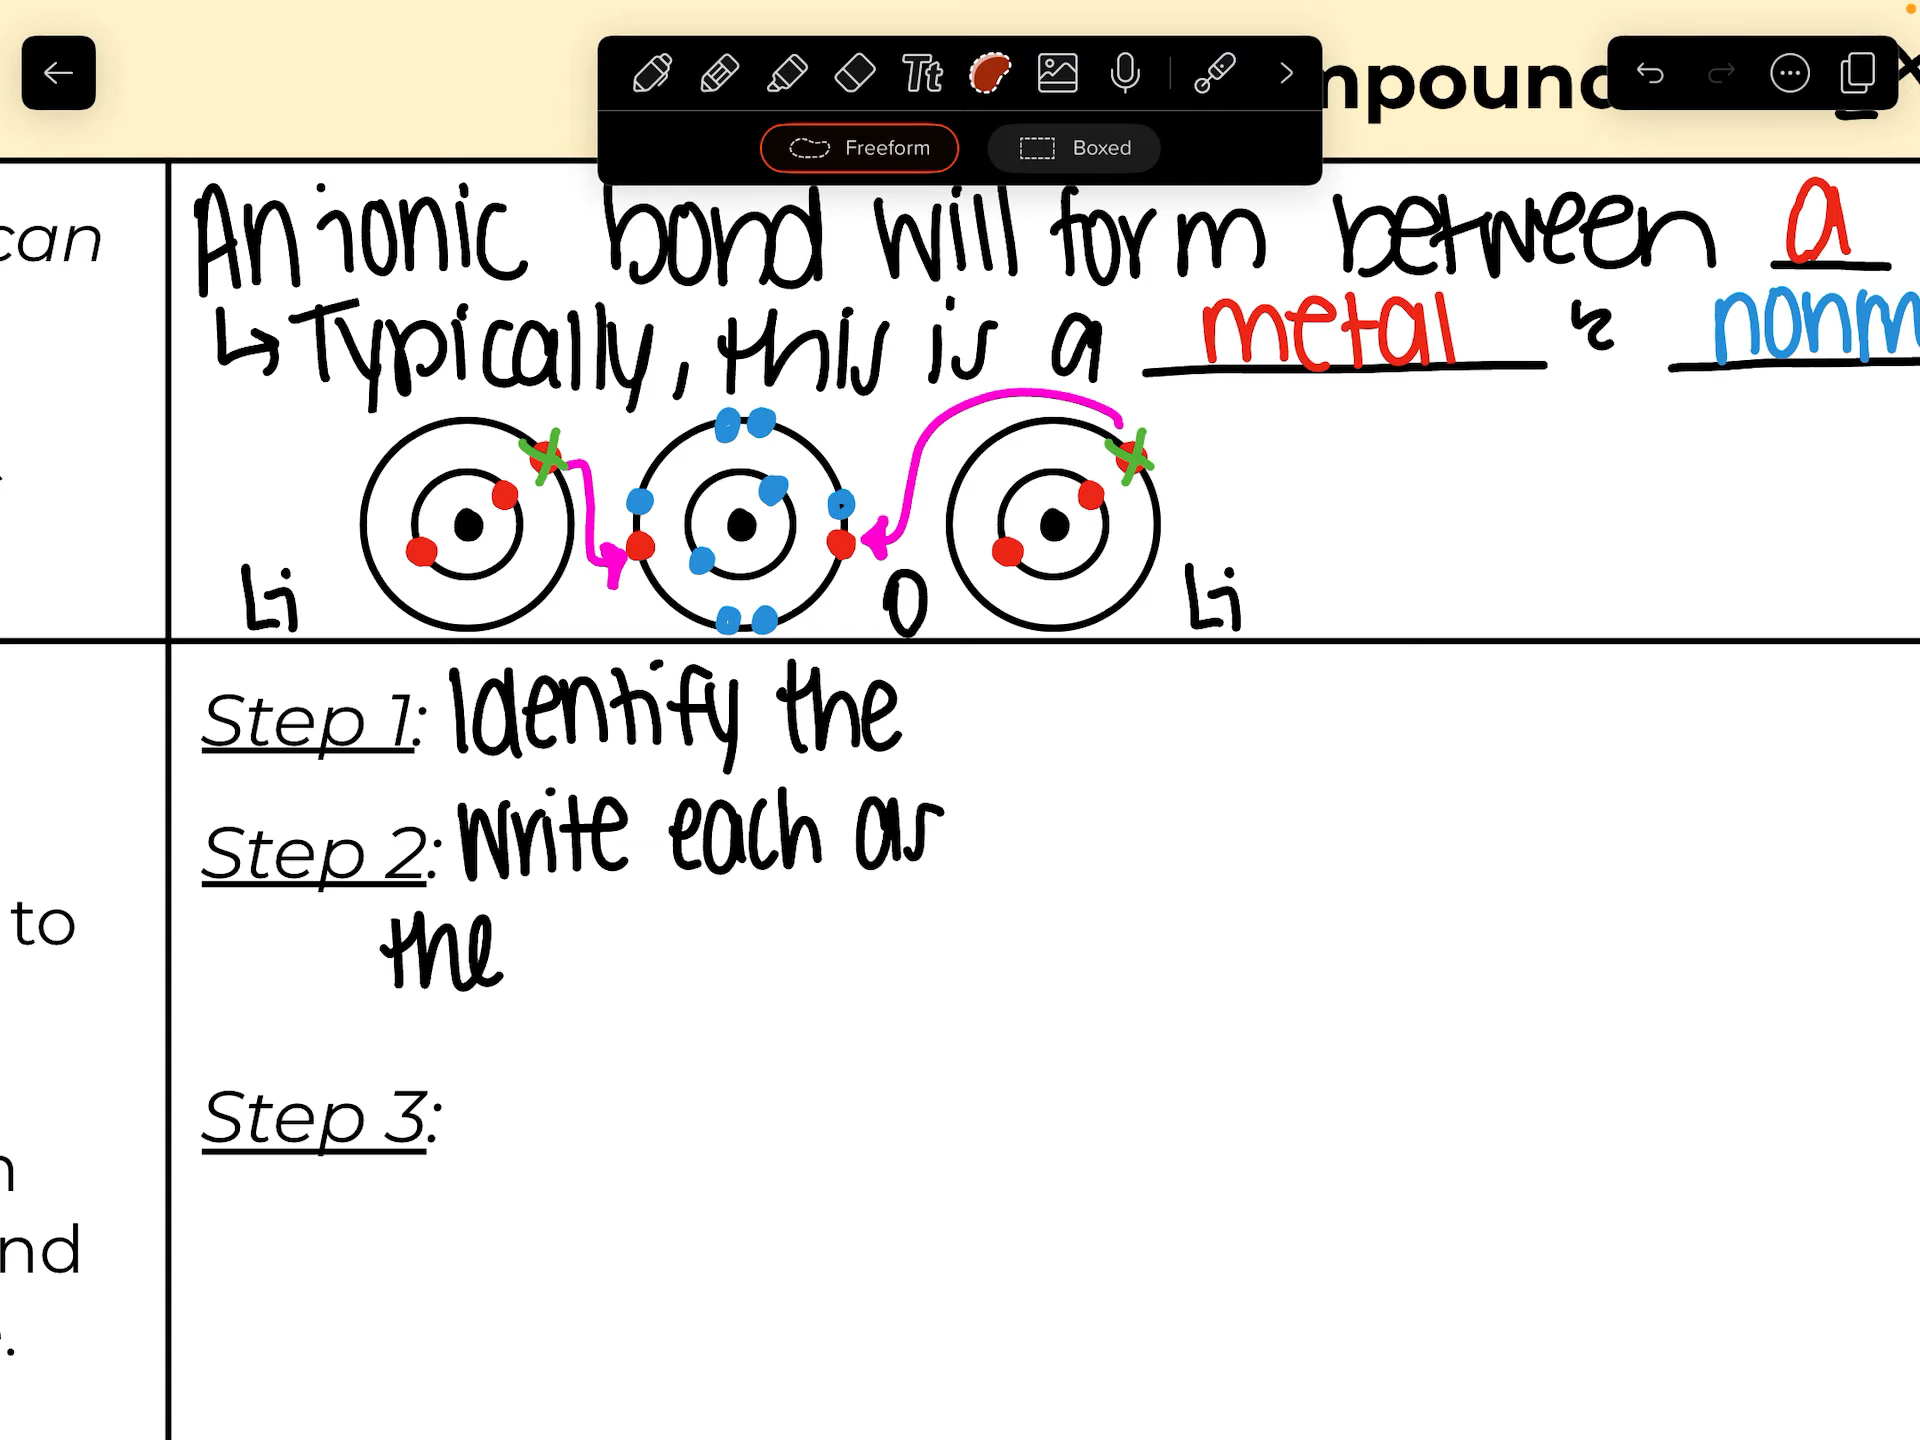 mpound
Freeform
Boxed
can
An ionic bond will form between a
↳ Typically, this is a metal & nonm
Li
O
Li
Step 1: Identify the
Step 2: Write each as
the
to
Step 3:
n
nd
.